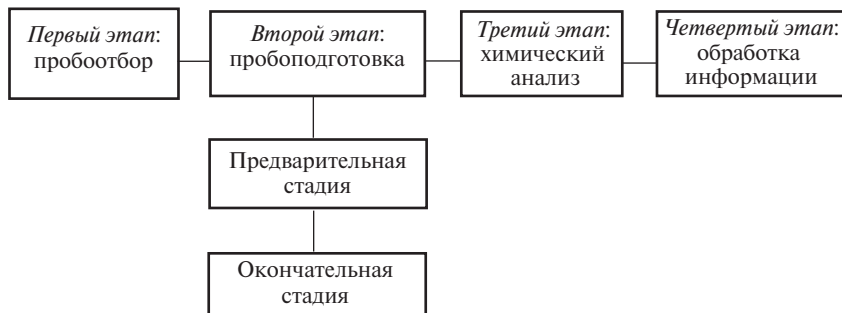 Первый этап:
пробоотбор
Второй этап:
пробоподготовка
Третий этап:
химический
анализ
Четвертый этап:
обработка
информации
Предварительная
стадия
Окончательная
стадия